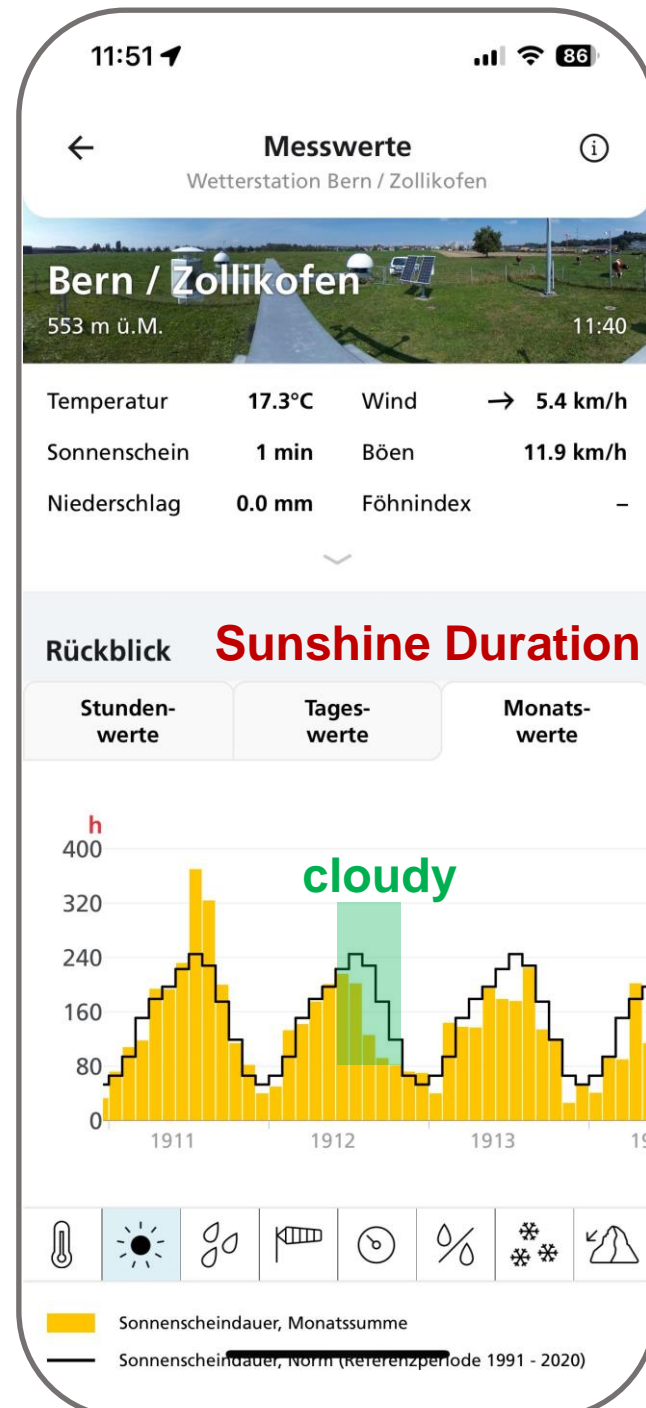 11:51
86
Messwerte
Wetterstation Bern / Zollikofen
Bern / Zollikofen
553 m ü.M. 11:40
Temperatur 17.3°C Wind → 5.4 km/h
Sonnenschein 1 min Böen 11.9 km/h
Niederschlag 0.0 mm Föhnindex –
Rückblick Sunshine Duration
Stunden- Tages- Monats-
werte werte werte
h
400
cloudy
320
240
160
80
0
1911 1912 1913
Sonnenscheindauer, Monatssumme
Sonnenscheindauer, Norm (Referenzperiode 1991 - 2020)